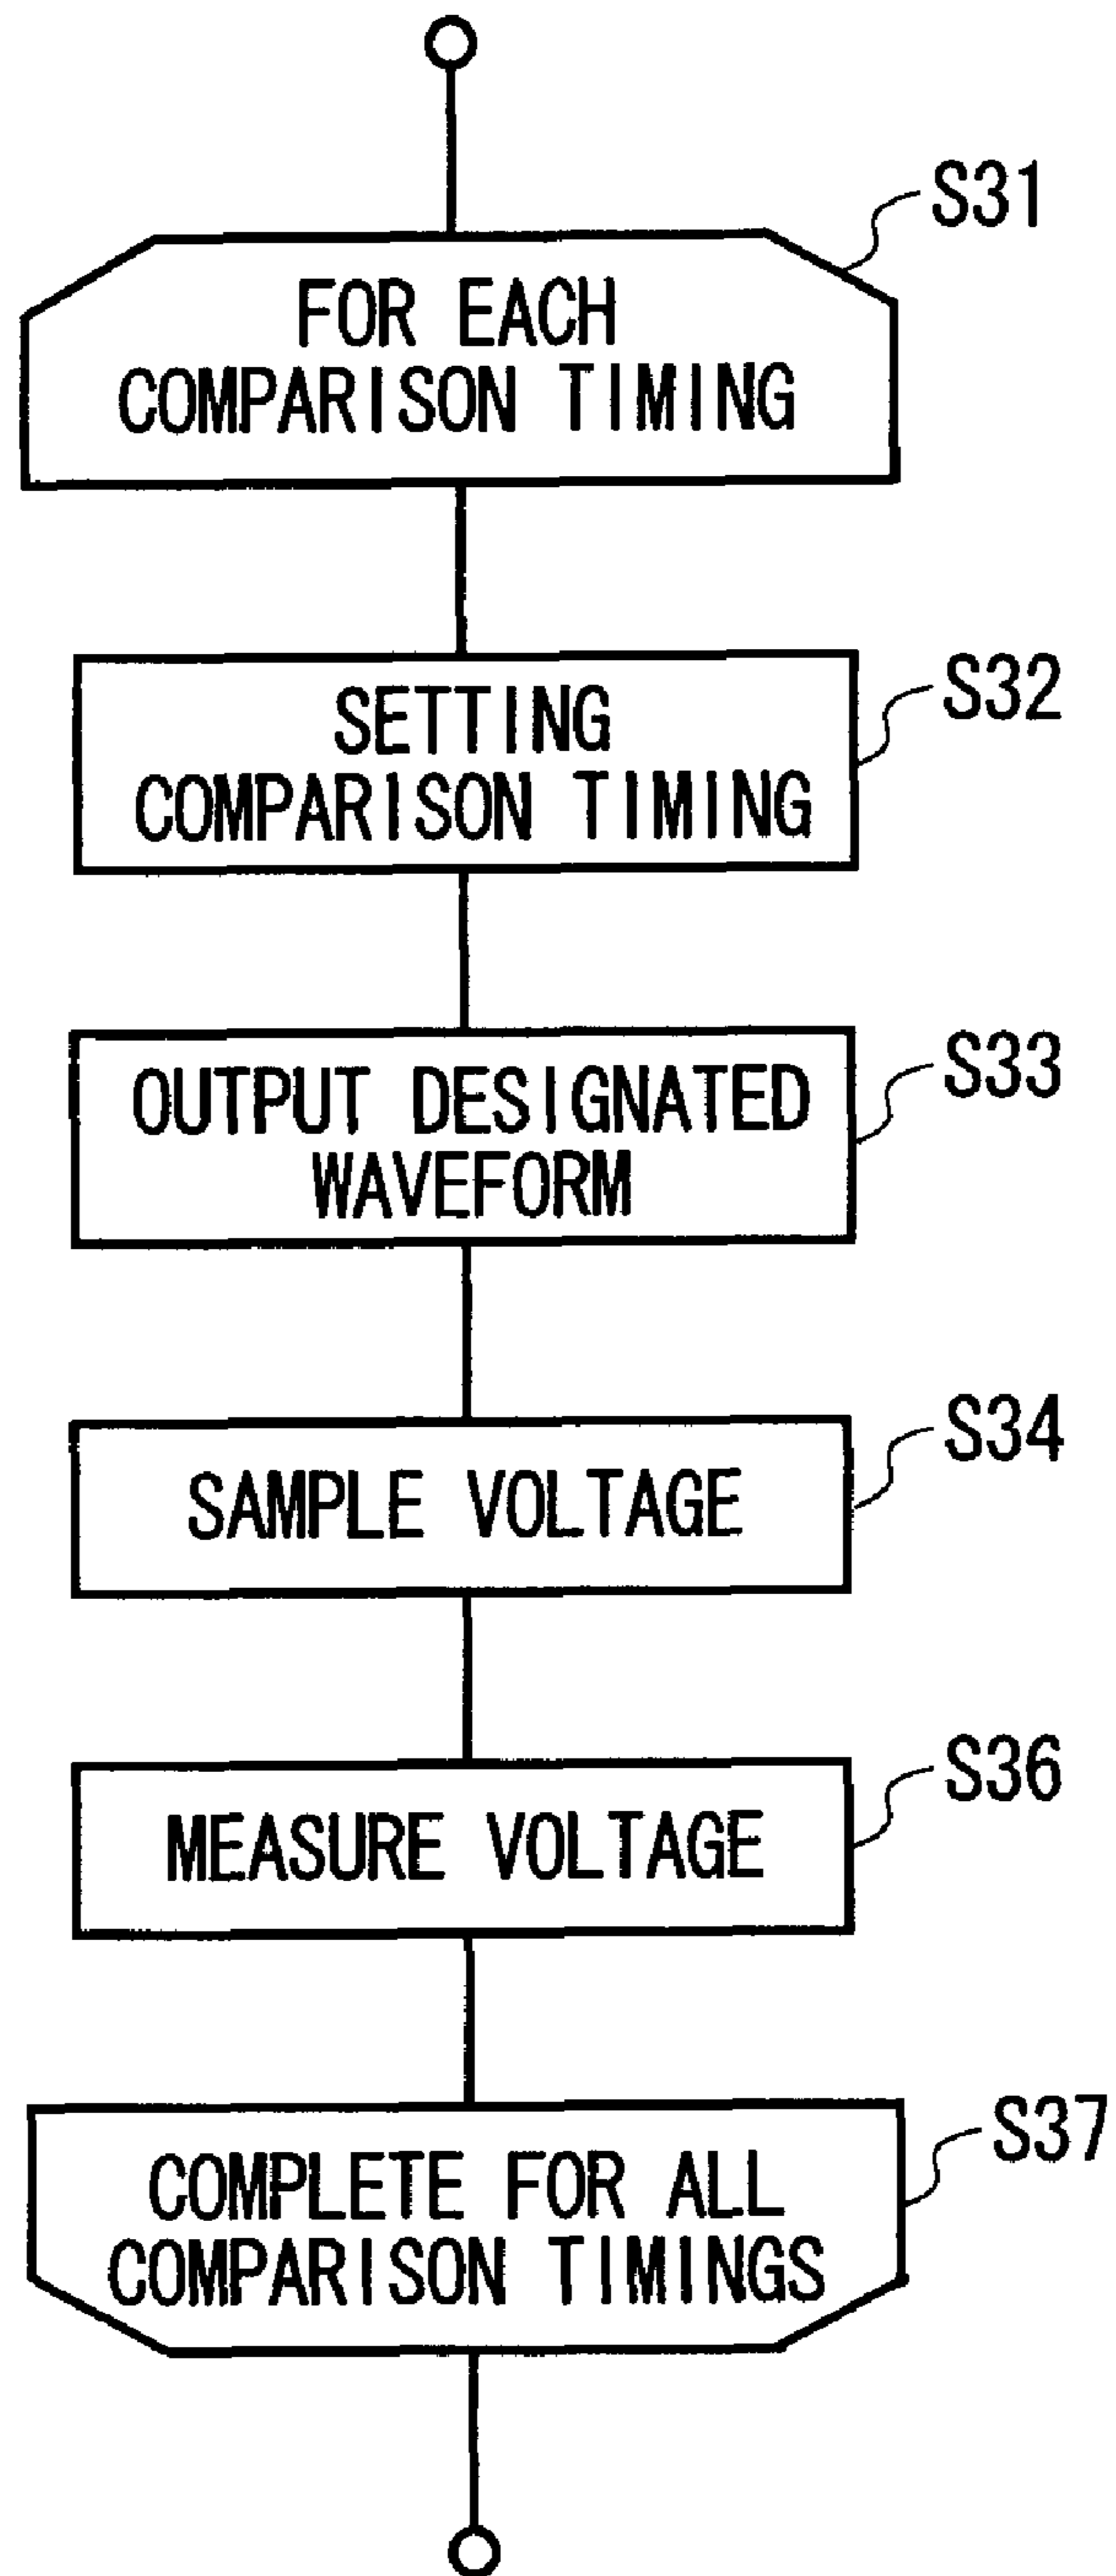 S31
FOR EACH
COMPARISON TIMING
S32
SETTING
COMPARISON TIMING
S33
OUTPUT DESIGNATED
WAVEFORM
S34
SAMPLE VOLTAGE
S36
MEASURE VOLTAGE
S37
COMPLETE FOR ALL
COMPARISON TIMINGS